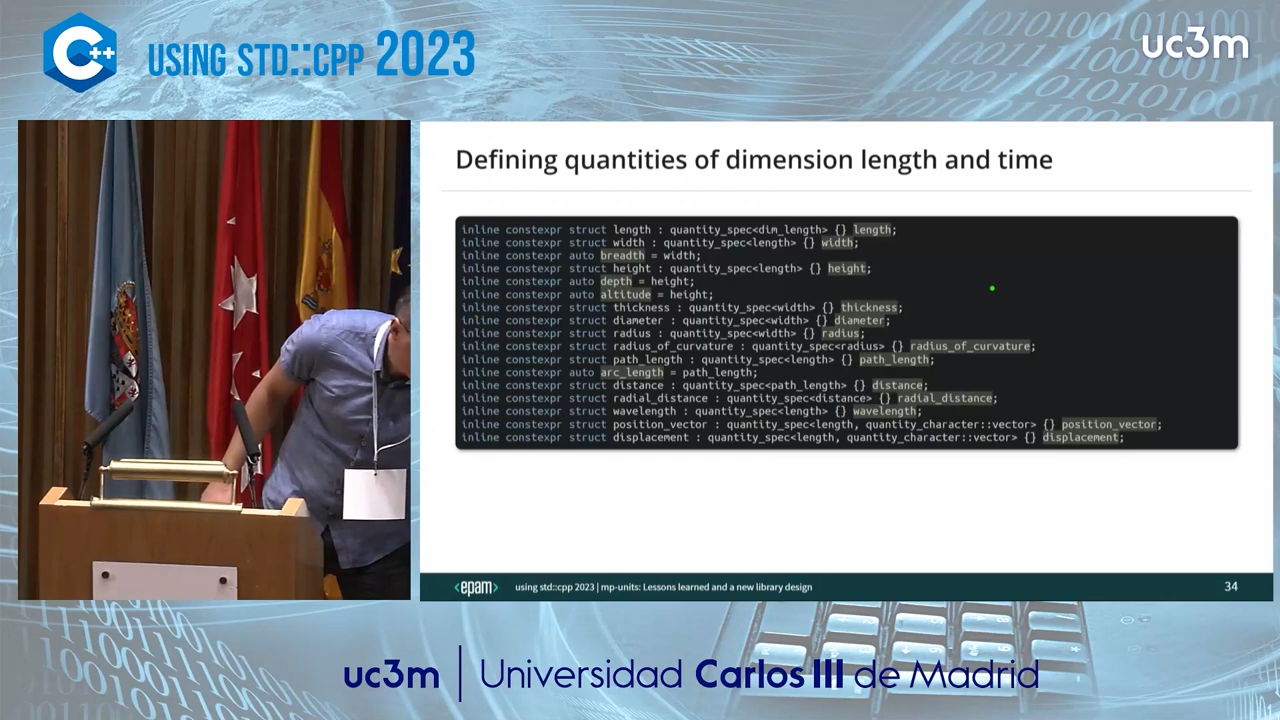 C++
USING STD::CPP 2023
uc3m
Defining quantities of dimension length and time
inline constexpr struct length : quantity_spec<dim_length> {} length;
inline constexpr struct width : quantity_spec<length> {} width;
inline constexpr auto breadth = width;
inline constexpr struct height : quantity_spec<length> {} height;
inline constexpr auto depth = height;
inline constexpr auto altitude = height;
inline constexpr struct thickness : quantity_spec<width> {} thickness;
inline constexpr struct diameter : quantity_spec<width> {} diameter;
inline constexpr struct radius : quantity_spec<width> {} radius;
inline constexpr struct radius_of_curvature : quantity_spec<radius> {} radius_of_curvature;
inline constexpr struct path_length : quantity_spec<length> {} path_length;
inline constexpr auto arc_length = path_length;
inline constexpr struct distance : quantity_spec<path_length> {} distance;
inline constexpr struct radial_distance : quantity_spec<distance> {} radial_distance;
inline constexpr struct wavelength : quantity_spec<length> {} wavelength;
inline constexpr struct position_vector : quantity_spec<length, quantity_character::vector> {} position_vector;
inline constexpr struct displacement : quantity_spec<length, quantity_character::vector> {} displacement;
<epam> using std::cpp 2023 | mp-units: Lessons learned and a new library design 34
uc3m | Universidad Carlos III de Madrid